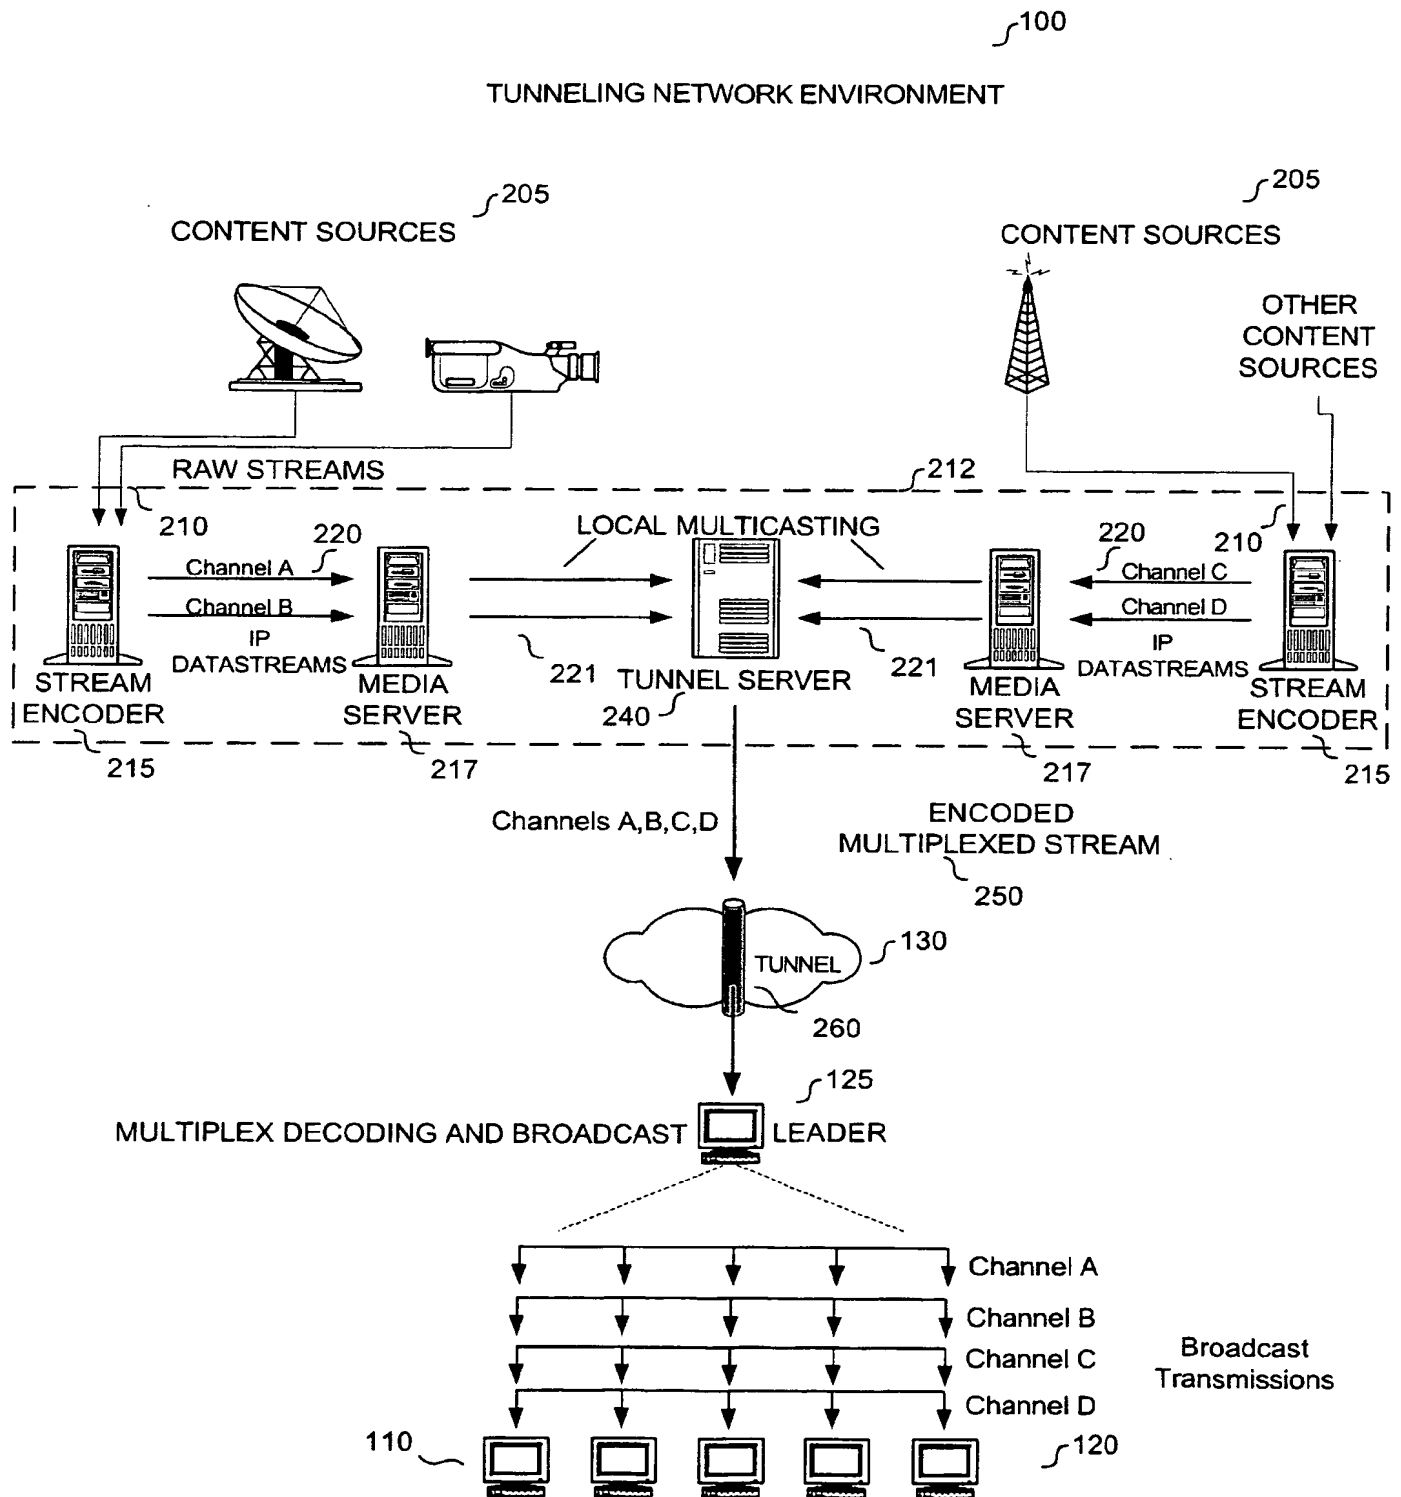 100
TUNNELING NETWORK ENVIRONMENT
205
CONTENT SOURCES
205
CONTENT SOURCES
OTHER
CONTENT
SOURCES
RAW STREAMS
212
210
LOCAL MULTICASTING
210
220
Channel A
Channel B
IP
DATASTREAMS
220
Channel C
Channel D
IP
DATASTREAMS
STREAM
ENCODER
215
MEDIA
SERVER
217
221
TUNNEL SERVER
240
221
MEDIA
SERVER
217
STREAM
ENCODER
215
Channels A,B,C,D
ENCODED
MULTIPLEXED STREAM
250
130
TUNNEL
260
125
MULTIPLEX DECODING AND BROADCAST LEADER
Channel A
Channel B
Channel C
Channel D
Broadcast
Transmissions
110
120